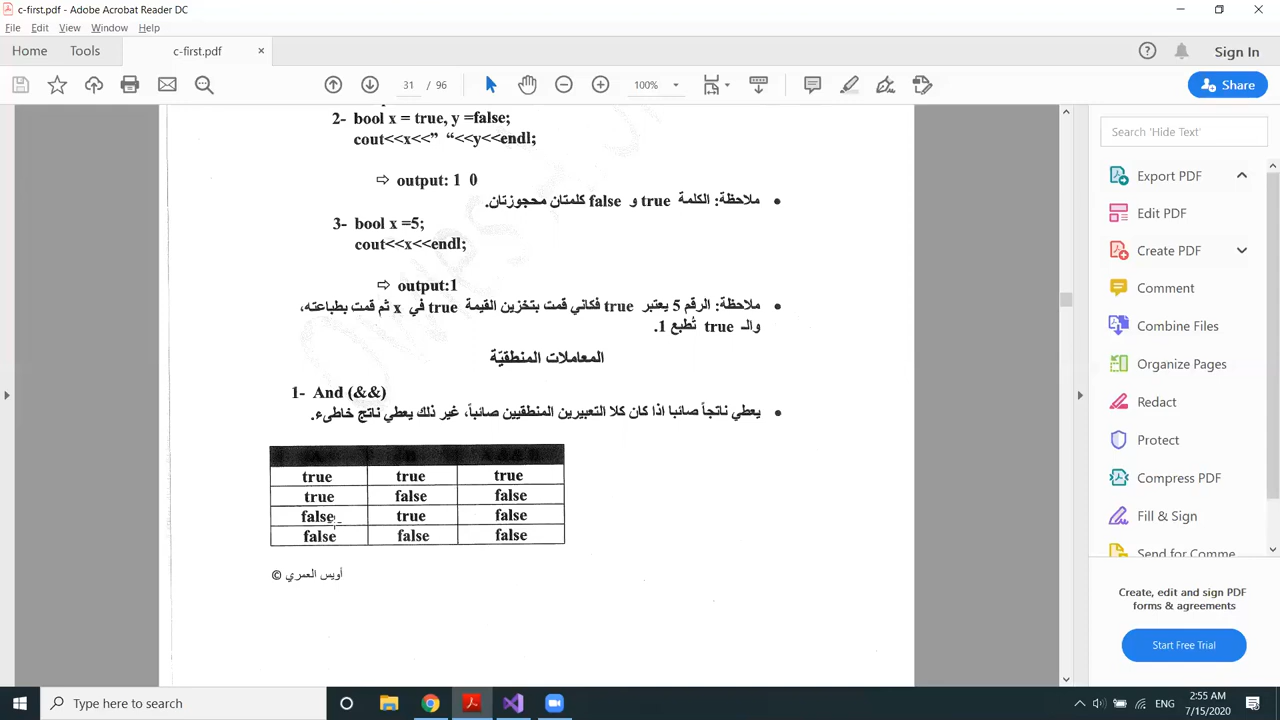 c-first.pdf - Adobe Acrobat Reader DC
File Edit View Window Help
Home Tools c-first.pdf × Sign In
31 / 96 100% Share
2- bool x = true, y =false;
cout<<x<<” “<<y<<endl;
⇨ output: 1 0
• ملاحظة: الكلمة true و false كلمتان محجوزتان.
3- bool x =5;
cout<<x<<endl;
⇨ output:1
• ملاحظة: الرقم 5 يعتبر true فكاني قمت بتخزين القيمة true في x ثم قمت بطباعته،
والـ true تُطبع 1.
المعاملات المنطقيّة
1- And (&&)
• يعطي ناتجاً صائبا اذا كان كلا التعبيرين المنطقيين صائباً، غير ذلك يعطي ناتج خاطىء.
A B A && B
true true true
true false false
false true false
false false false
أويس العمري ©
Search 'Hide Text'
Export PDF
Edit PDF
Create PDF
Comment
Combine Files
Organize Pages
Redact
Protect
Compress PDF
Fill & Sign
Send for Comme
Create, edit and sign PDF
forms & agreements
Start Free Trial
Type here to search
ENG
2:55 AM
7/15/2020